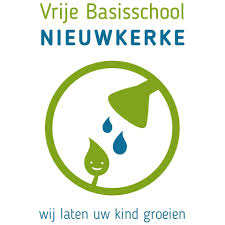 Vrije Basisschool
NIEUWKERKE
wij laten uw kind groeien